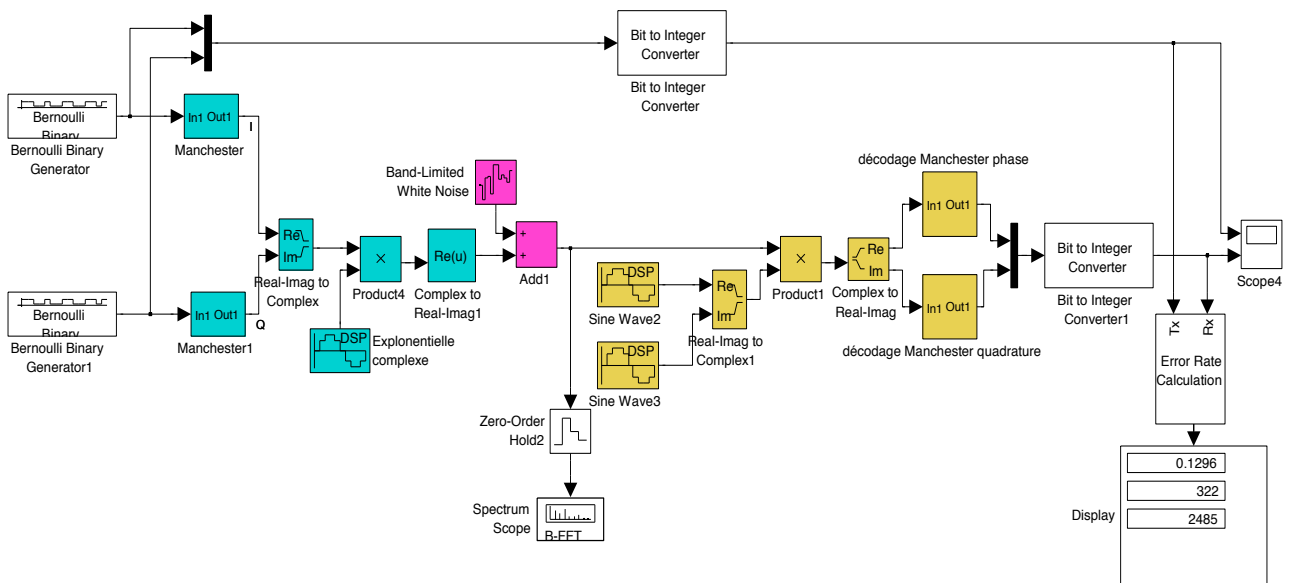 Bit to Integer
Converter
Bit to Integer
Converter
Bernoulli
Binary
Bernoulli Binary
Generator
In1 Out1
I
Manchester
Band-Limited
White Noise
décodage Manchester phase
In1 Out1
Re
Im
Real-Imag to
Complex
×
Product4
Re(u)
Complex to
Real-Imag1
+
+
Add1
DSP
Sine Wave2
Re
Im
Real-Imag to
Complex1
×
Product1
Re
Im
Complex to
Real-Imag
In1 Out1
décodage Manchester quadrature
Bit to Integer
Converter
Bit to Integer
Converter1
Scope4
Bernoulli
Binary
Bernoulli Binary
Generator1
In1 Out1
Q
Manchester1
DSP
Explonentielle
complexe
DSP
Sine Wave3
Tx
Rx
Error Rate
Calculation
Zero-Order
Hold2
Spectrum
Scope
B-FFT
Display
0.1296
322
2485